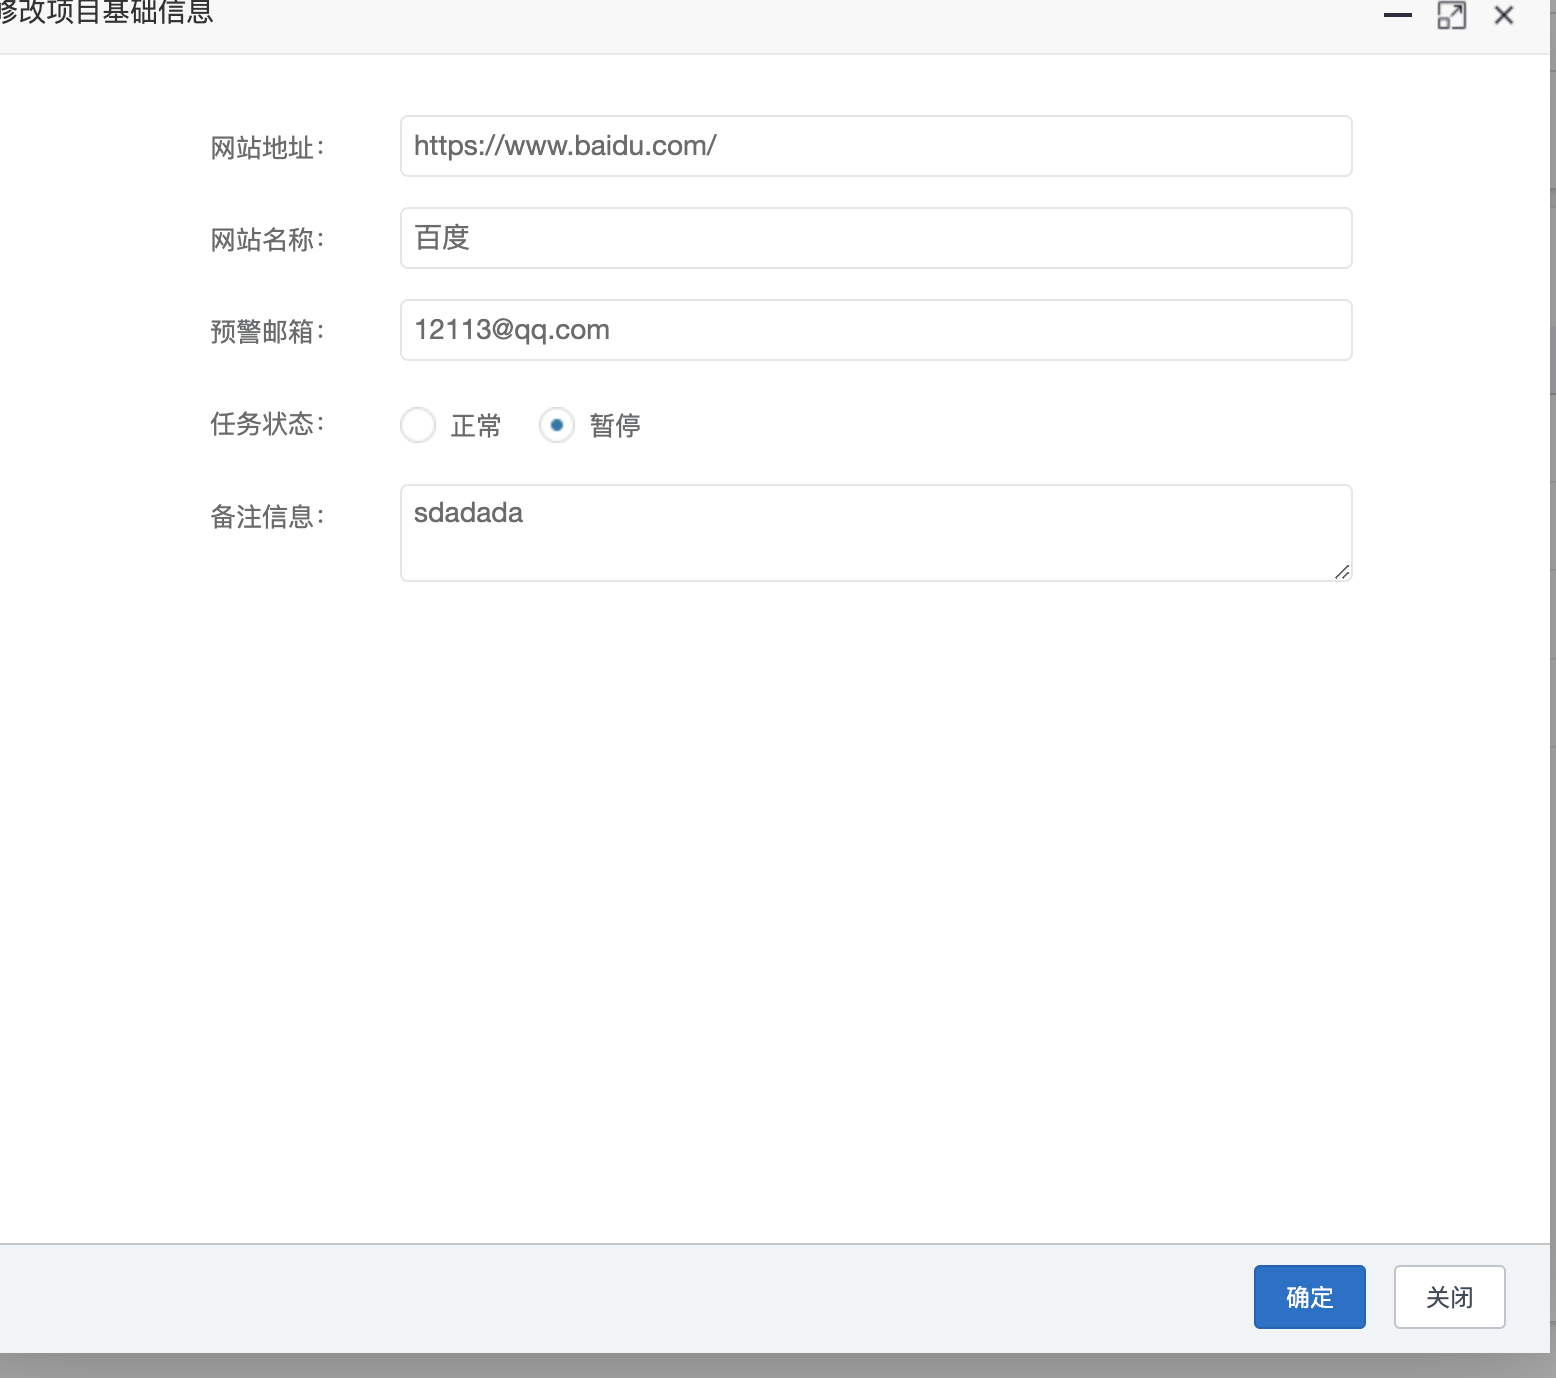 修改项目基础信息
网站地址： https://www.baidu.com/
网站名称： 百度
预警邮箱： 12113@qq.com
任务状态： 正常 暂停
备注信息： sdadada
确定 关闭